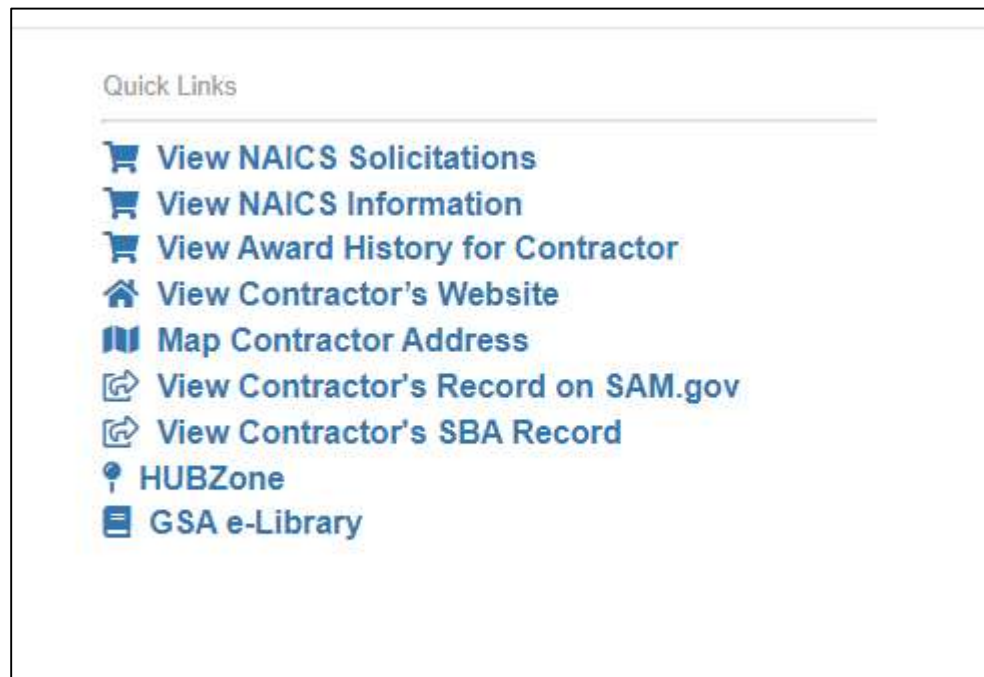 Quick Links
View NAICS Solicitations
View NAICS Information
View Award History for Contractor
View Contractor’s Website
Map Contractor Address
View Contractor's Record on SAM.gov
View Contractor's SBA Record
HUBZone
GSA e-Library